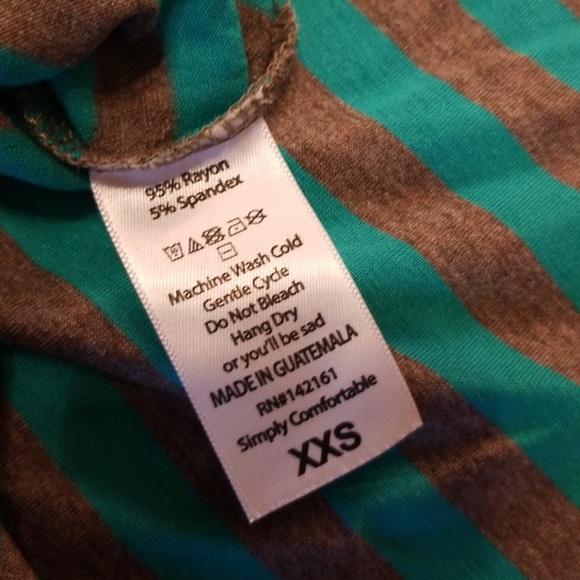 95% Rayon
5% Spandex
Machine Wash Cold
Gentle Cycle
Do Not Bleach
Hang Dry
or you'll be sad
MADE IN GUATEMALA
RN#142161
Simply Comfortable
XXS